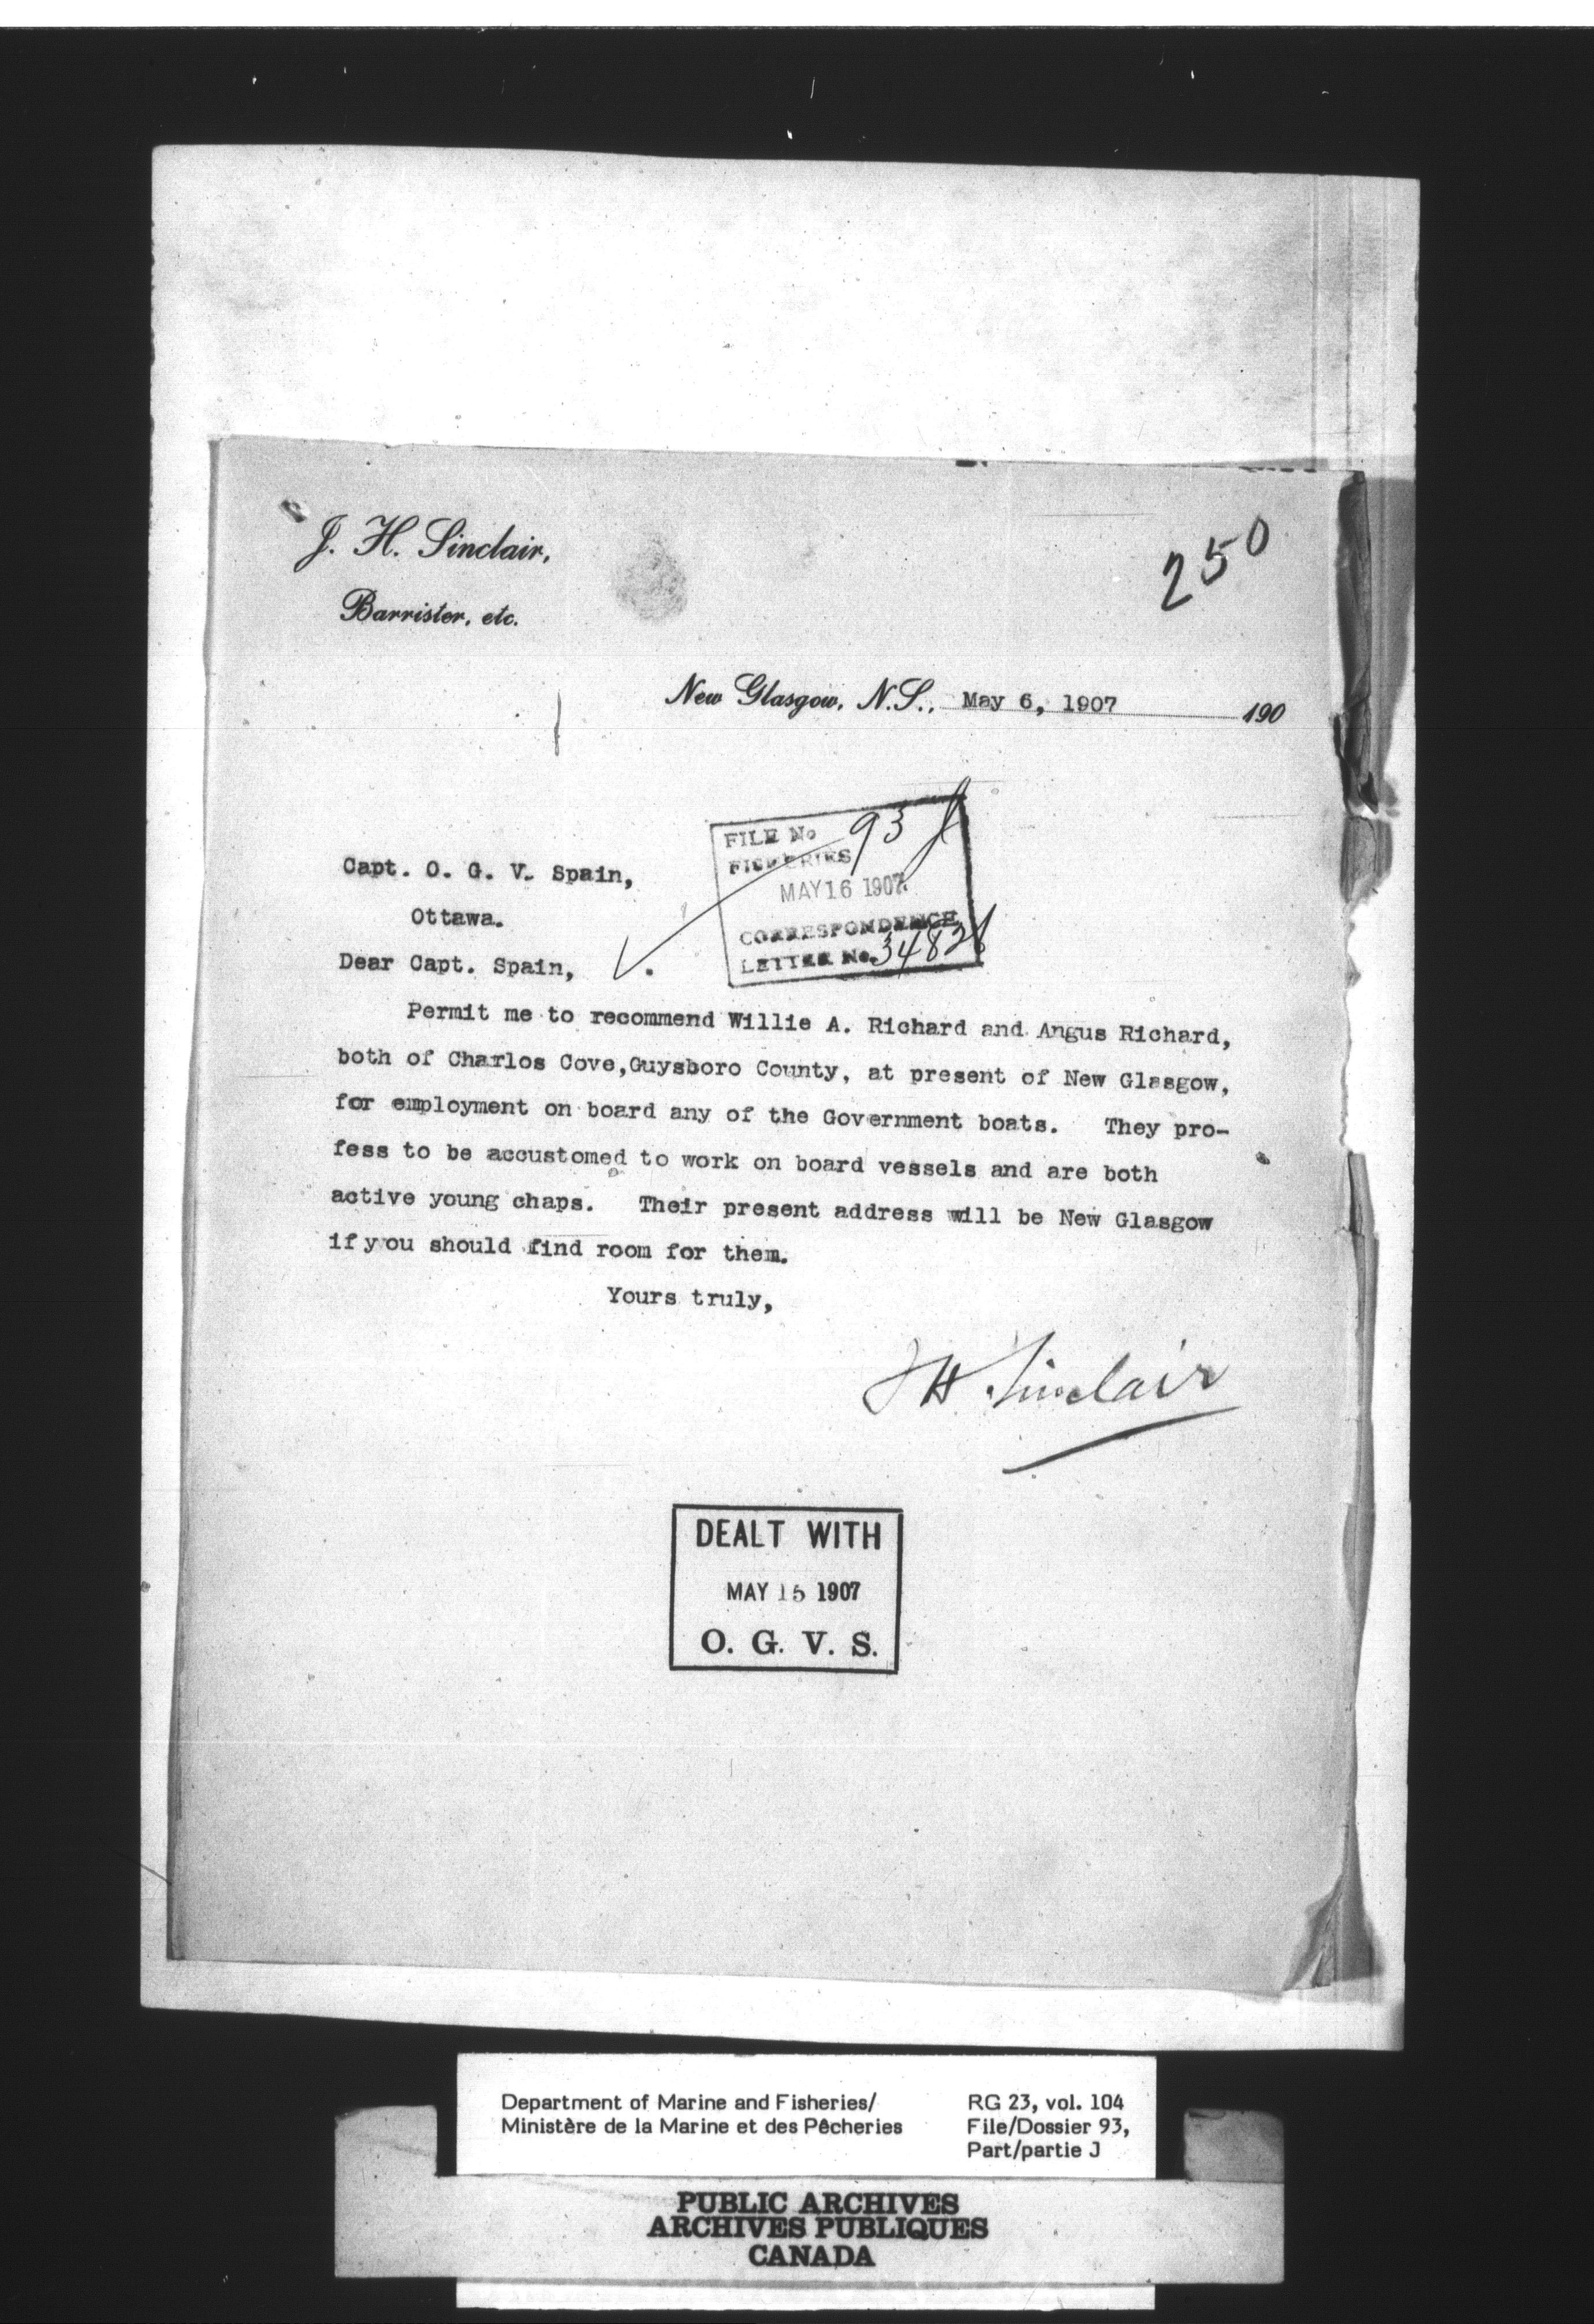 J. H. Sinclair,
Barrister, etc.
250
New Glasgow, N.S., May 6, 1907 190
FILE No 93 J
FISHERIES
MAY 16 1907
CORRESPONDENCE
LETTER No.
Capt. O. G. V. Spain,
Ottawa.
Dear Capt. Spain,
Permit me to recommend Willie A. Richard and Angus Richard,
both of Charlos Cove,Guysboro County, at present of New Glasgow,
for employment on board any of the Government boats. They pro-
fess to be accustomed to work on board vessels and are both
active young chaps. Their present address will be New Glasgow
if you should find room for them.
Yours truly,
JH Sinclair
DEALT WITH
MAY 15 1907
O. G. V. S.
Department of Marine and Fisheries/
Ministère de la Marine et des Pêcheries
RG 23, vol. 104
File/Dossier 93,
Part/partie J
PUBLIC ARCHIVES
ARCHIVES PUBLIQUES
CANADA